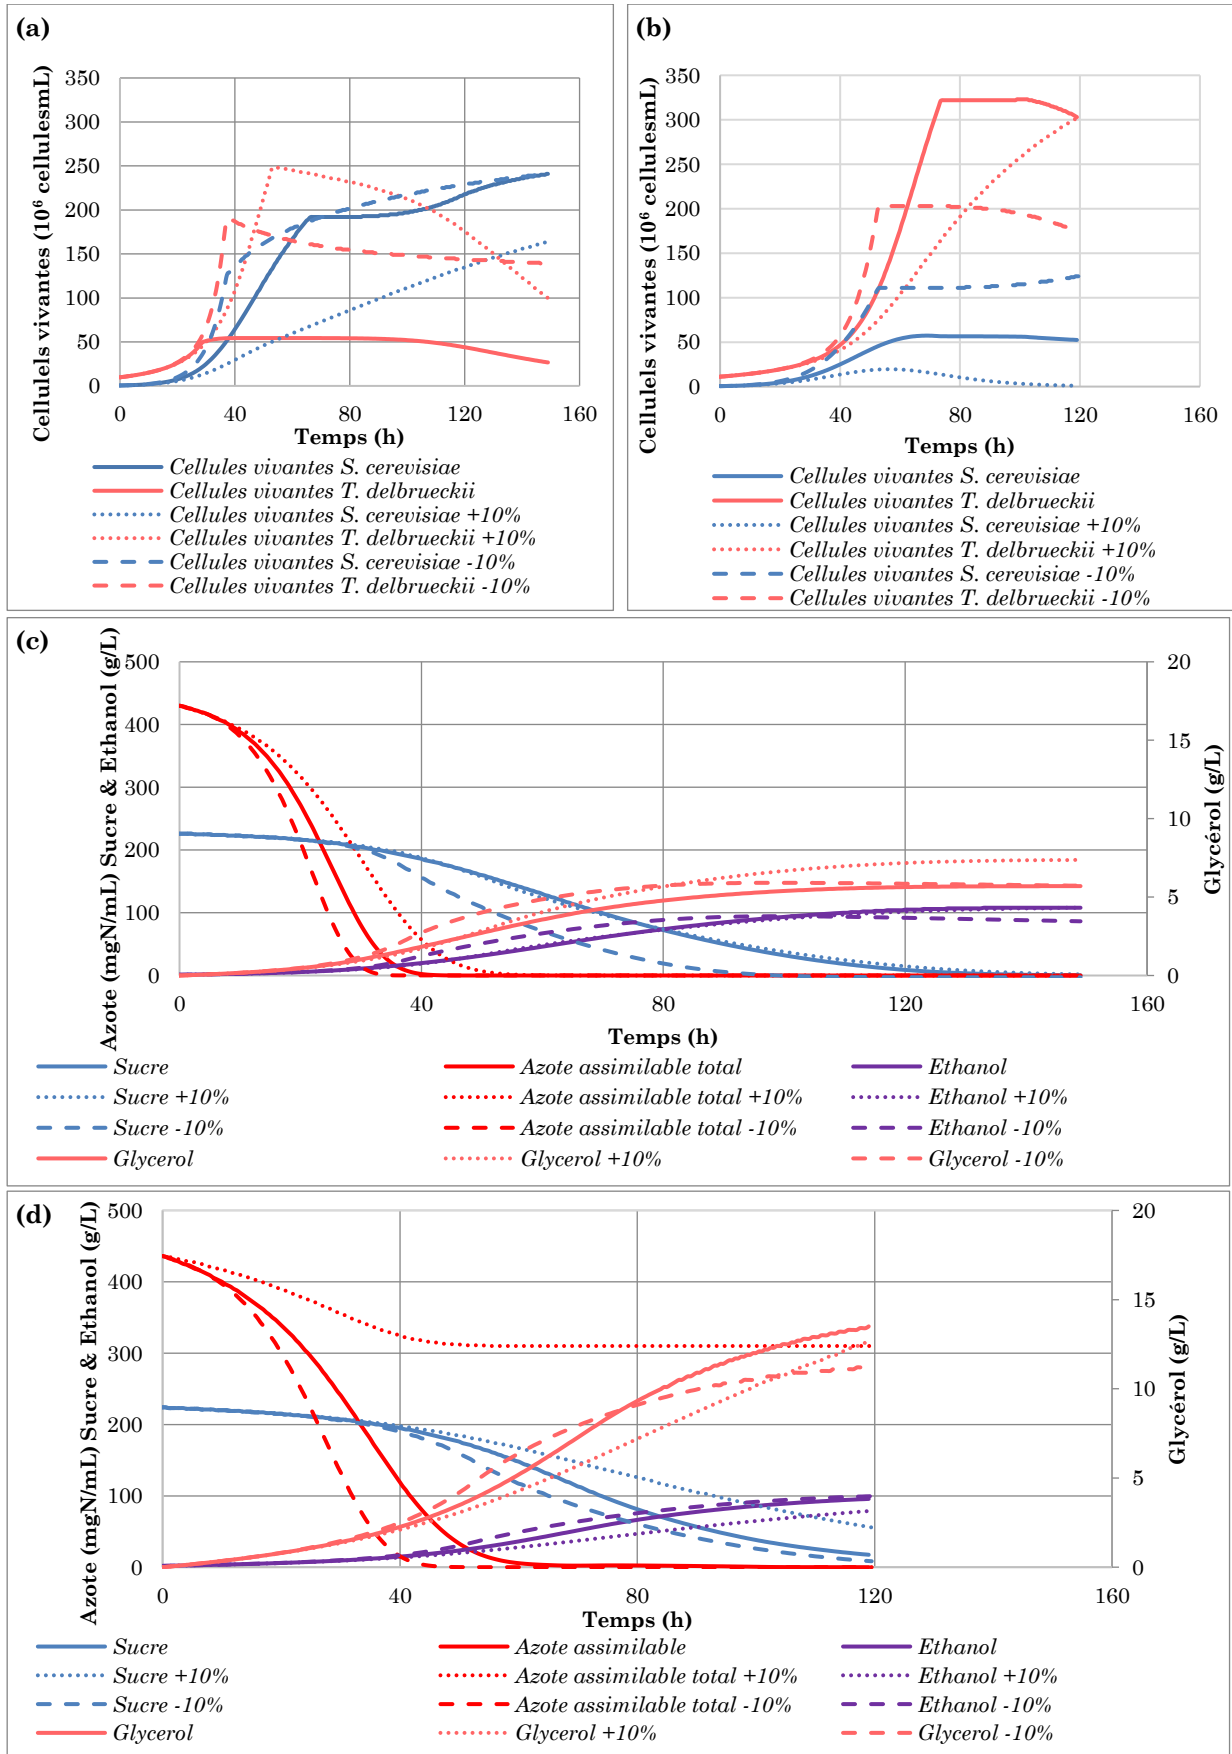 (a)
Cellulels vivantes (10⁶ cellulesmL)
350
300
250
200
150
100
50
0
0 40 80 120 160
Temps (h)
Cellules vivantes S. cerevisiae
Cellules vivantes T. delbrueckii
Cellules vivantes S. cerevisiae +10%
Cellules vivantes T. delbrueckii +10%
Cellules vivantes S. cerevisiae -10%
Cellules vivantes T. delbrueckii -10%
(b)
Cellulels vivantes (10⁶ cellulesmL)
350
300
250
200
150
100
50
0
0 40 80 120 160
Temps (h)
Cellules vivantes S. cerevisiae
Cellules vivantes T. delbrueckii
Cellules vivantes S. cerevisiae +10%
Cellules vivantes T. delbrueckii +10%
Cellules vivantes S. cerevisiae -10%
Cellules vivantes T. delbrueckii -10%
(c)
Azote (mgN/mL) Sucre & Ethanol (g/L)
500
400
300
200
100
0
20
15
10
5
0
Glycérol (g/L)
0 40 80 120 160
Temps (h)
Sucre Azote assimilable total Ethanol
Sucre +10% Azote assimilable total +10% Ethanol +10%
Sucre -10% Azote assimilable total -10% Ethanol -10%
Glycerol Glycerol +10% Glycerol -10%
(d)
Azote (mgN/mL) Sucre & Ethanol (g/L)
500
400
300
200
100
0
20
15
10
5
0
Glycérol (g/L)
0 40 80 120 160
Temps (h)
Sucre Azote assimilable Ethanol
Sucre +10% Azote assimilable total +10% Ethanol +10%
Sucre -10% Azote assimilable total -10% Ethanol -10%
Glycerol Glycerol +10% Glycerol -10%